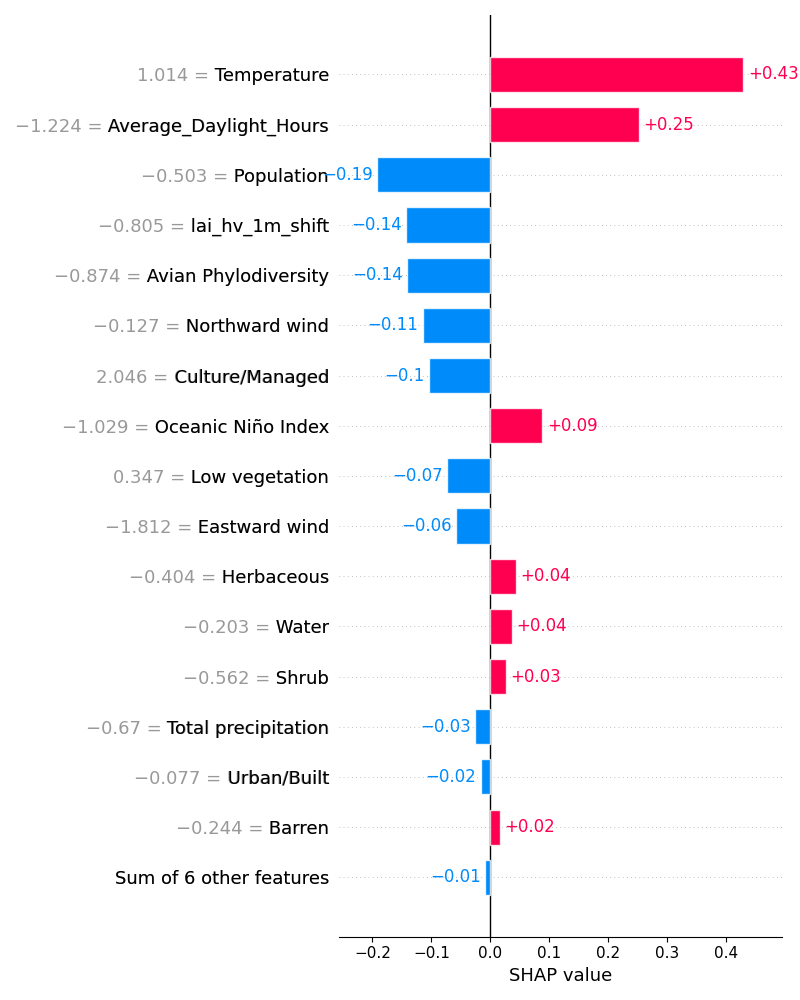 1.014 = Temperature +0.43
−1.224 = Average_Daylight_Hours +0.25
−0.503 = Population −0.19
−0.805 = lai_hv_1m_shift −0.14
−0.874 = Avian Phylodiversity −0.14
−0.127 = Northward wind −0.11
2.046 = Culture/Managed −0.1
−1.029 = Oceanic Niño Index +0.09
0.347 = Low vegetation −0.07
−1.812 = Eastward wind −0.06
−0.404 = Herbaceous +0.04
−0.203 = Water +0.04
−0.562 = Shrub +0.03
−0.67 = Total precipitation −0.03
−0.077 = Urban/Built −0.02
−0.244 = Barren +0.02
Sum of 6 other features −0.01
−0.2 −0.1 0.0 0.1 0.2 0.3 0.4
SHAP value